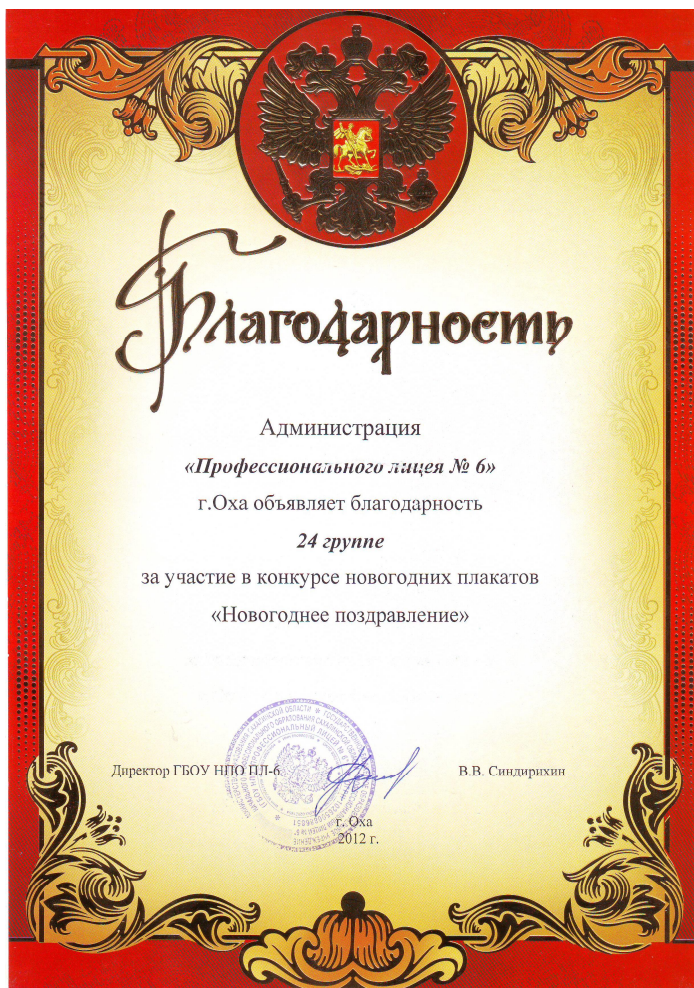 Благодарность
Администрация
«Профессионального лицея № 6»
г.Оха объявляет благодарность
24 группе
за участие в конкурсе новогодних плакатов
«Новогоднее поздравление»
Директор ГБОУ НПО ПЛ-6 В.В. Синдирихин
г. Оха
2012 г.